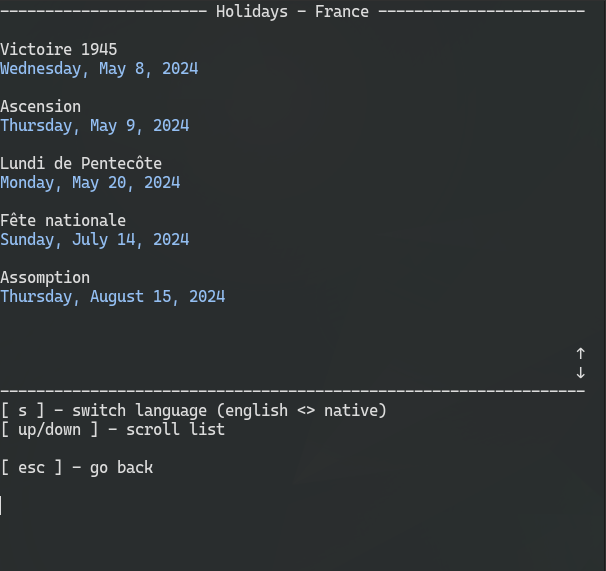 ----------------------- Holidays - France -----------------------
Victoire 1945
Wednesday, May 8, 2024
Ascension
Thursday, May 9, 2024
Lundi de Pentecôte
Monday, May 20, 2024
Fête nationale
Sunday, July 14, 2024
Assomption
Thursday, August 15, 2024
↑
↓
-----------------------------------------------------------------
[ s ] - switch language (english <> native)
[ up/down ] - scroll list
[ esc ] - go back